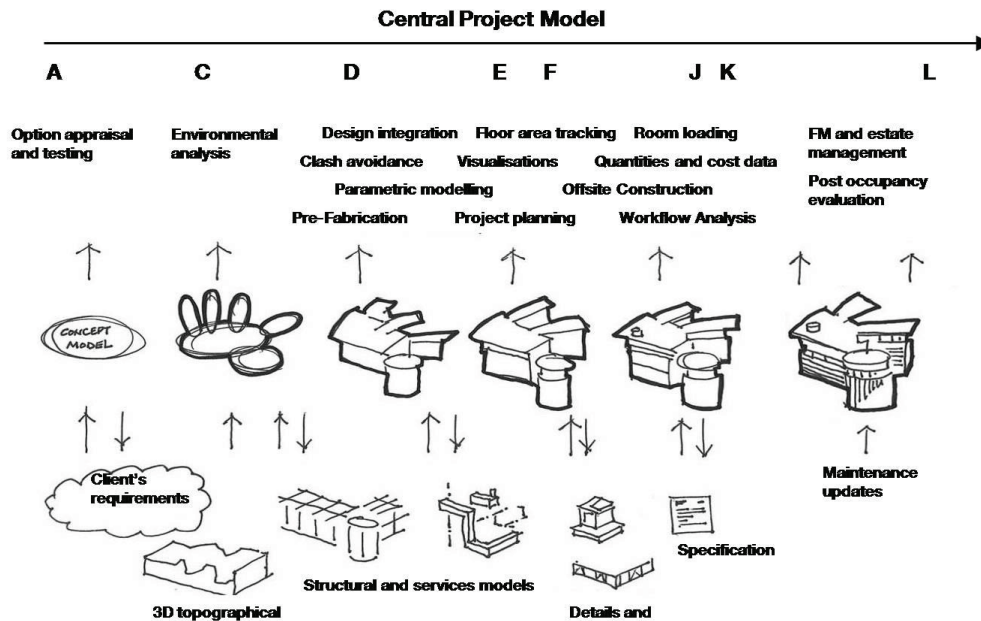 Central Project Model
A C D E F J K L
Option appraisal
and testing
Environmental
analysis
Design integration
Floor area tracking
Room loading
FM and estate
management
Clash avoidance
Visualisations
Quantities and cost data
Post occupancy
evaluation
Parametric modelling
Offsite Construction
Pre-Fabrication
Project planning
Workflow Analysis
CONCEPT
MODEL
Client's
requirements
Maintenance
updates
Specification
Structural and services models
3D topographical
Details and